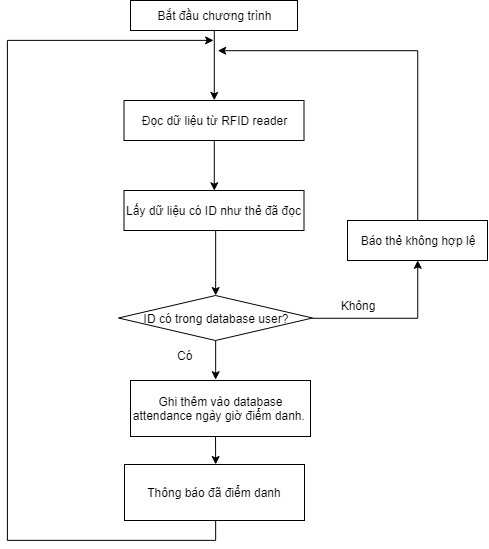 Bắt đầu chương trình
Đọc dữ liệu từ RFID reader
Lấy dữ liệu có ID như thẻ đã đọc
Báo thẻ không hợp lệ
ID có trong database user?
Không
Có
Ghi thêm vào database
attendance ngày giờ điểm danh.
Thông báo đã điểm danh